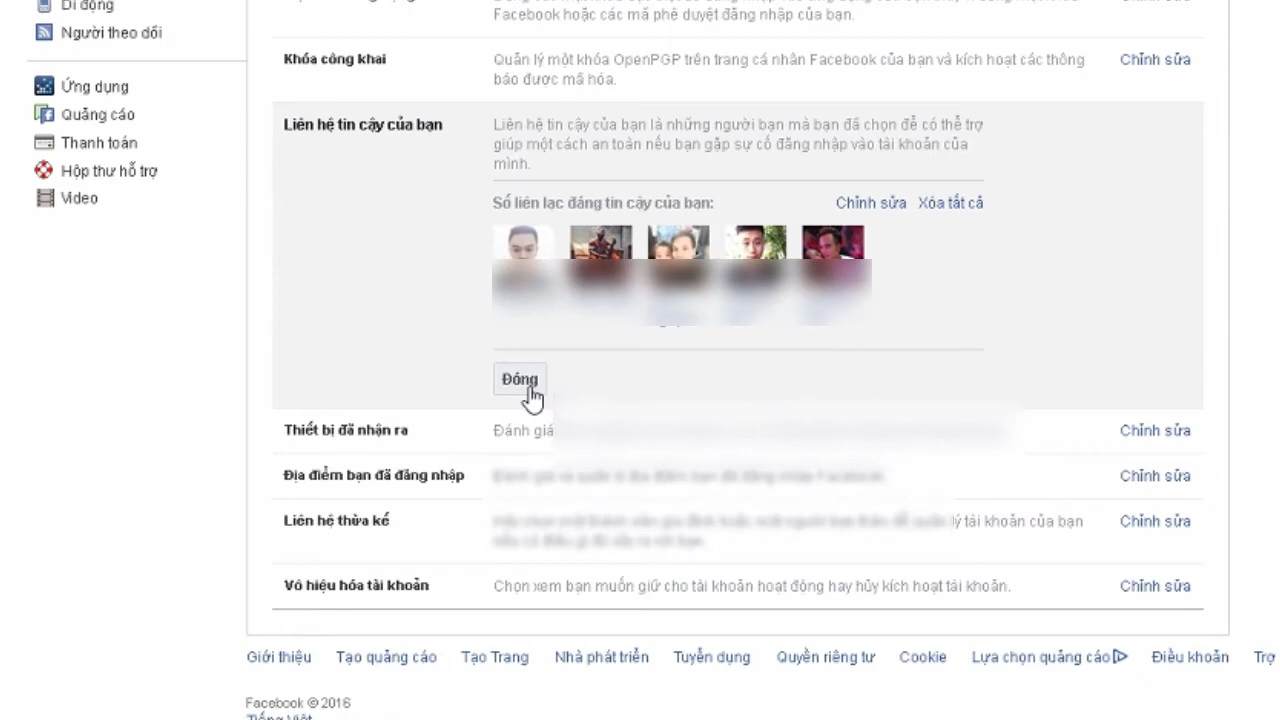 Di động
Người theo dõi
Ứng dụng
Quảng cáo
Thanh toán
Hộp thư hỗ trợ
Video
Facebook hoặc các mã phê duyệt đăng nhập của bạn.
Chỉnh sửa
Khóa công khai
Quản lý một khóa OpenPGP trên trang cá nhân Facebook của bạn và kích hoạt các thông
báo được mã hóa.
Chỉnh sửa
Liên hệ tin cậy của bạn
Liên hệ tin cậy của bạn là những người bạn mà bạn đã chọn để có thể trợ
giúp một cách an toàn nếu bạn gặp sự cố đăng nhập vào tài khoản của
mình.
Số liên lạc đáng tin cậy của bạn:
Chỉnh sửa Xóa tất cả
Đóng
Thiết bị đã nhận ra
Đánh giá
Chỉnh sửa
Địa điểm bạn đã đăng nhập
Chỉnh sửa
Liên hệ thừa kế
lý tài khoản của bạn
Chỉnh sửa
Vô hiệu hóa tài khoản
Chọn xem bạn muốn giữ cho tài khoản hoạt động hay hủy kích hoạt tài khoản.
Chỉnh sửa
Giới thiệu Tạo quảng cáo Tạo Trang Nhà phát triển Tuyển dụng Quyền riêng tư Cookie Lựa chọn quảng cáo Điều khoản Trợ
Facebook © 2016
Tiếng Việt